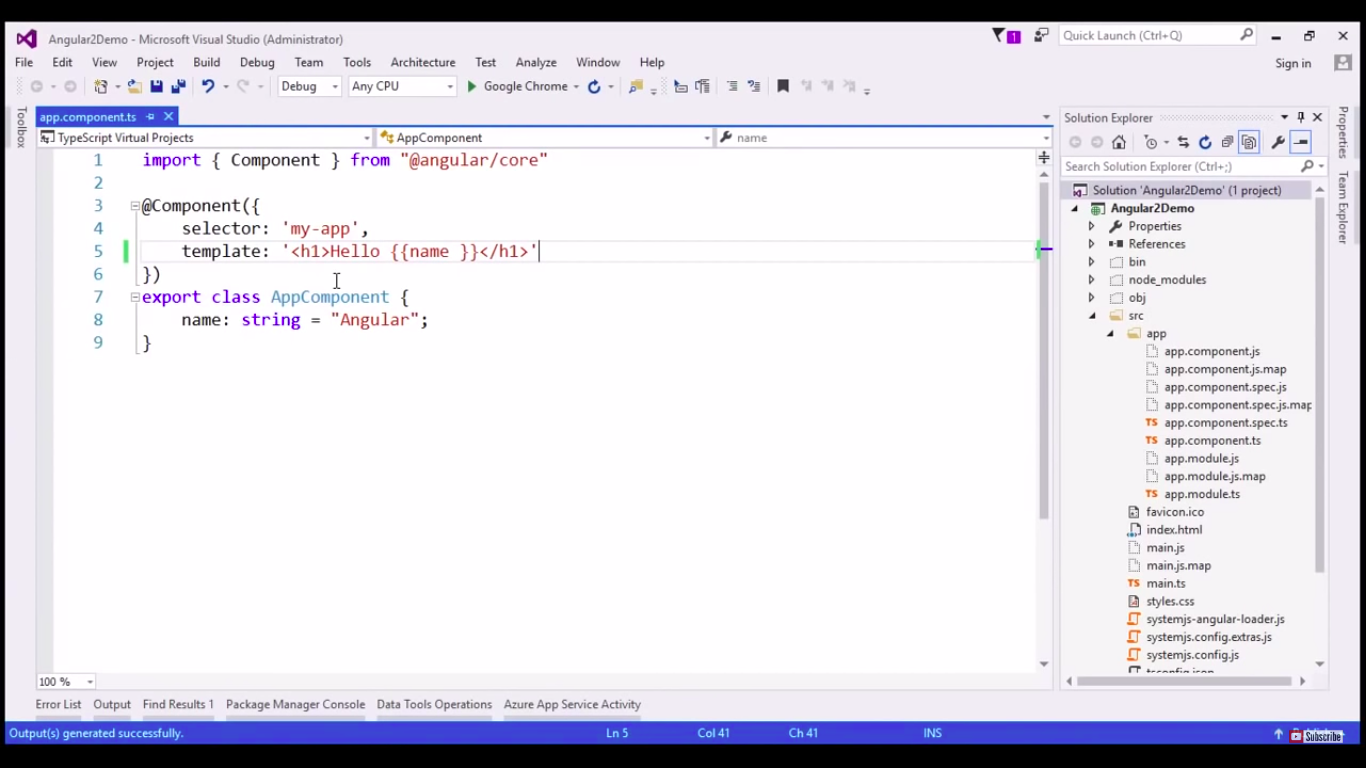 Angular2Demo - Microsoft Visual Studio (Administrator)
1
Quick Launch (Ctrl+Q)
File Edit View Project Build Debug Team Tools Architecture Test Analyze Window Help
Sign in
Debug Any CPU Google Chrome
Toolbox
app.component.ts
TypeScript Virtual Projects AppComponent name
1 import { Component } from "@angular/core"
2
3 @Component({
4 selector: 'my-app',
5 template: '<h1>Hello {{name }}</h1>'
6 })
7 export class AppComponent {
8 name: string = "Angular";
9 }
100 %
Solution Explorer
Search Solution Explorer (Ctrl+;)
Solution 'Angular2Demo' (1 project)
Angular2Demo
Properties
References
bin
node_modules
obj
src
app
app.component.js
app.component.js.map
app.component.spec.js
app.component.spec.js.map
TS app.component.spec.ts
TS app.component.ts
app.module.js
app.module.js.map
TS app.module.ts
favicon.ico
index.html
main.js
main.js.map
TS main.ts
styles.css
systemjs-angular-loader.js
systemjs.config.extras.js
systemjs.config.js
tsconfig.json
Properties
Team Explorer
Error List Output Find Results 1 Package Manager Console Data Tools Operations Azure App Service Activity
Output(s) generated successfully. Ln 5 Col 41 Ch 41 INS
Subscribe